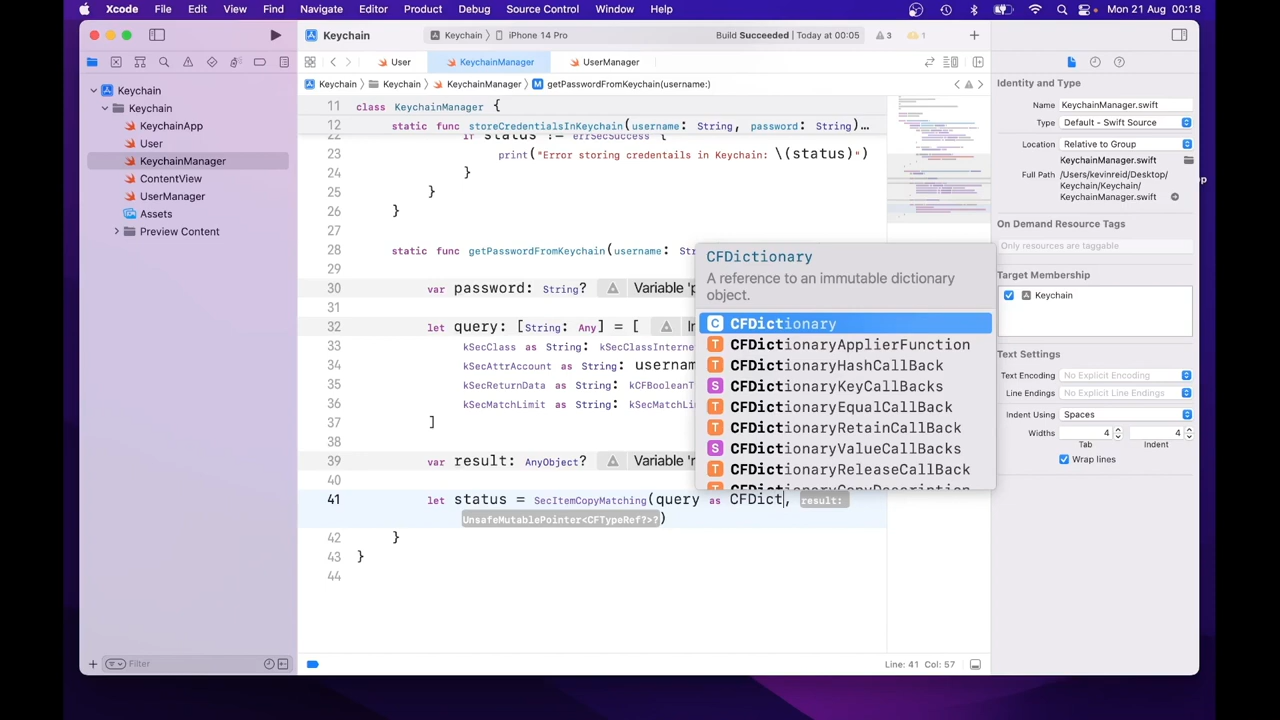 Xcode File Edit View Find Navigate Editor Product Debug Source Control Window Help Mon 21 Aug 00:18
Keychain Keychain iPhone 14 Pro Build Succeeded | Today at 00:05 3 1
User KeychainManager UserManager
Keychain Keychain KeychainManager getPasswordFromKeychain(username:)
Keychain
Keychain
KeychainApp
User
KeychainManager
ContentView
UserManager
Assets
Preview Content
Filter
11 class KeychainManager {
12 static func storeCredentialsInKeychain(username: String, password: String)…
if status != errSecSuccess {
23 print("Error storing credentails in Keychain: \(status)")
24 }
25 }
26 }
27
28 static func getPasswordFromKeychain(username:
29
30 var password: String? Variable
31
32 let query: [String: Any] = [
33 kSecClass as String:
34 kSecAttrAccount as String: usernam
35 kSecReturnData as String:
36 kSecMatchLimit as String:
37 ]
38
39 var result: AnyObject? Variable
40
41 let status = SecItemCopyMatching(query as CFDict, result:
UnsafeMutablePointer<CFTypeRef?>?)
42 }
43 }
44
CFDictionary
A reference to an immutable dictionary
object.
C CFDictionary
T CFDictionaryApplierFunction
T CFDictionaryHashCallBack
S CFDictionaryKeyCallBacks
T CFDictionaryEqualCallBack
T CFDictionaryRetainCallBack
S CFDictionaryValueCallBacks
T CFDictionaryReleaseCallBack
Line: 41 Col: 57
Identity and Type
Name KeychainManager.swift
Type Default - Swift Source
Location Relative to Group
KeychainManager.swift
Full Path /Users/kevinreid/Desktop/
Keychain/Keychain/
KeychainManager.swift
On Demand Resource Tags
Only resources are taggable
Target Membership
Keychain
Text Settings
Text Encoding No Explicit Encoding
Line Endings No Explicit Line Endings
Indent Using Spaces
Widths 4 4
Tab Indent
Wrap lines